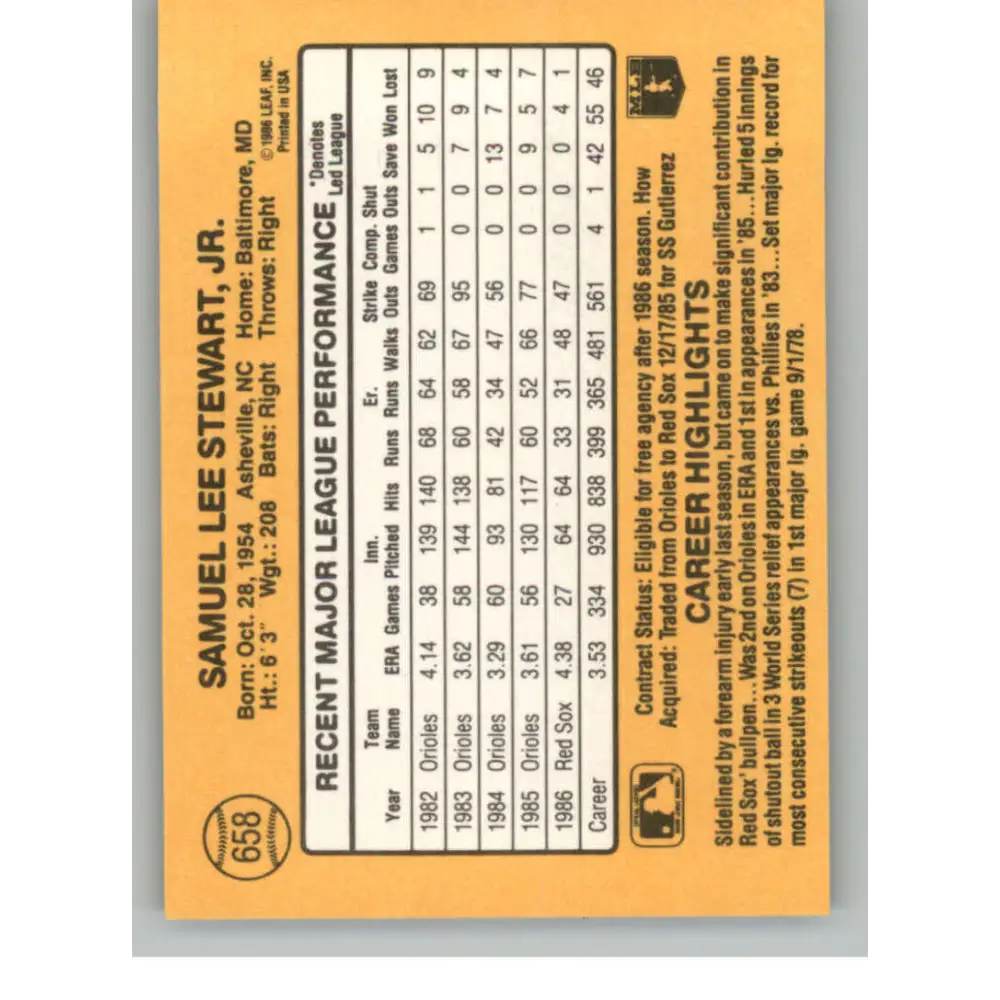 658
SAMUEL LEE STEWART, JR.
Born: Oct. 28, 1954 Asheville, NC Home: Baltimore, MD
Ht.: 6'3" Wgt.: 208 Bats: Right Throws: Right
© 1986 LEAF, INC.
Printed in USA
RECENT MAJOR LEAGUE PERFORMANCE
*Denotes
Led League
Team Inn. Er. Strike Comp. Shut
Year Name ERA Games Pitched Hits Runs Runs Walks Outs Games Outs Save Won Lost
1982 Orioles 4.14 38 139 140 68 64 62 69 1 1 5 10 9
1983 Orioles 3.62 58 144 138 60 58 67 95 0 0 7 9 4
1984 Orioles 3.29 60 93 81 42 34 47 56 0 0 13 7 4
1985 Orioles 3.61 56 130 117 60 52 66 77 0 0 9 5 7
1986 Red Sox 4.38 27 64 64 33 31 48 47 0 0 0 4 1
Career 3.53 334 930 838 399 365 481 561 4 1 42 55 46
Contract Status: Eligible for free agency after 1986 season. How
Acquired: Traded from Orioles to Red Sox 12/17/85 for SS Gutierrez
MLB
CAREER HIGHLIGHTS
Sidelined by a forearm injury early last season, but came on to make significant contribution in
Red Sox' bullpen...Was 2nd on Orioles in ERA and 1st in appearances in '85...Hurled 5 innings
of shutout ball in 3 World Series relief appearances vs. Phillies in '83...Set major lg. record for
most consecutive strikeouts (7) in 1st major lg. game 9/1/78.